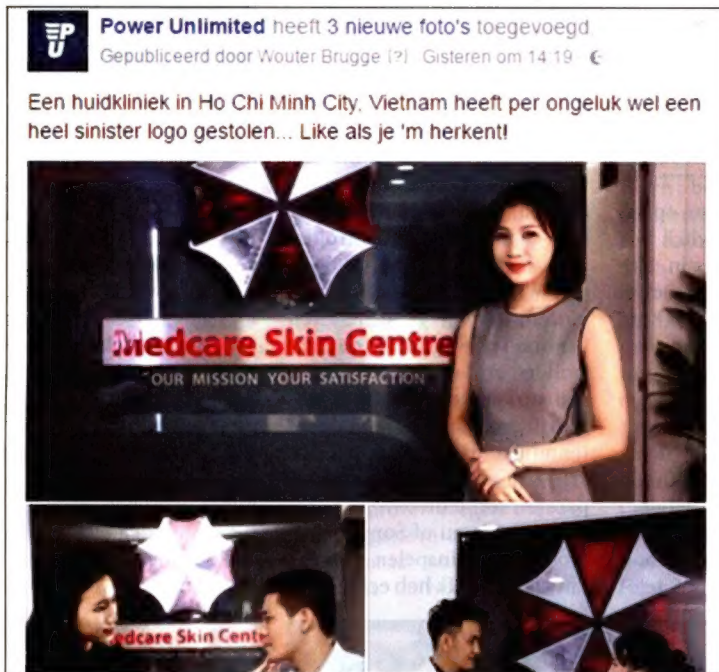 PU
Power Unlimited heeft 3 nieuwe foto's toegevoegd.
Gepubliceerd door Wouter Brugge [?] Gisteren om 14:19
Een huidkliniek in Ho Chi Minh City, Vietnam heeft per ongeluk wel een
heel sinister logo gestolen... Like als je 'm herkent!
Medcare Skin Centre
OUR MISSION YOUR SATISFACTION
edcare Skin Cent